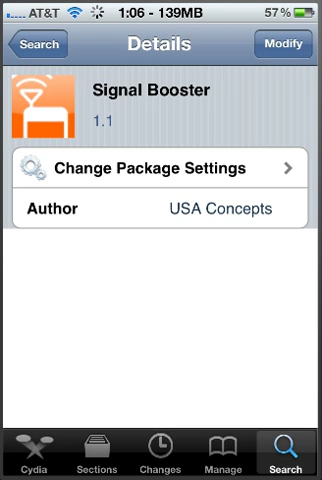 AT&T 1:06 - 139MB 57%
Search Details Modify
Signal Booster
1.1
Change Package Settings
Author USA Concepts
Cydia Sections Changes Manage Search